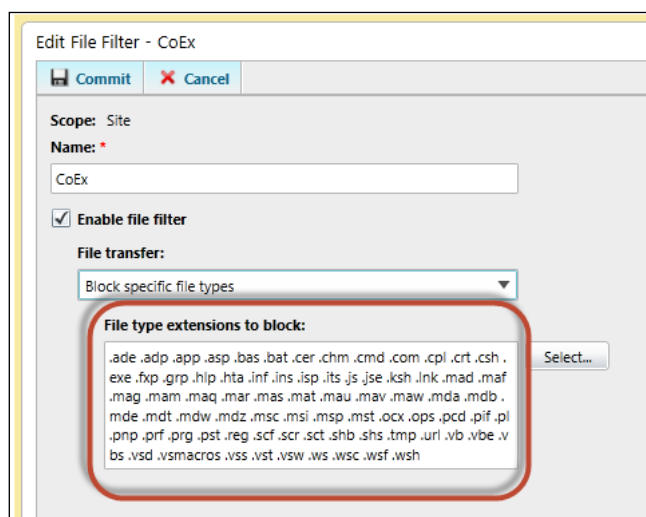 Edit File Filter - CoEx
Commit Cancel
Scope: Site
Name: *
CoEx
Enable file filter
File transfer:
Block specific file types
File type extensions to block:
.ade .adp .app .asp .bas .bat .cer .chm .cmd .com .cpl .crt .csh .
exe .fxp .grp .hlp .hta .inf .ins .isp .its .js .jse .ksh .lnk .mad .maf
.mag .mam .maq .mar .mas .mat .mau .mav .maw .mda .mdb .
mde .mdt .mdw .mdz .msc .msi .msp .mst .ocx .ops .pcd .pif .pl
.pnp .prf .prg .pst .reg .scf .scr .sct .shb .shs .tmp .url .vb .vbe .v
bs .vsd .vsmacros .vss .vst .vsw .ws .wsc .wsf .wsh
Select...